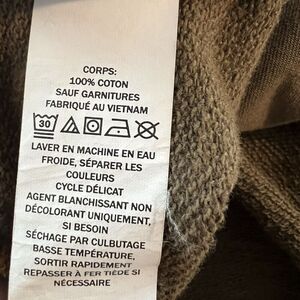 CORPS:
100% COTON
SAUF GARNITURES
FABRIQUÉ AU VIETNAM
30
LAVER EN MACHINE EN EAU
FROIDE, SÉPARER LES
COULEURS
CYCLE DÉLICAT
AGENT BLANCHISSANT NON
DÉCOLORANT UNIQUEMENT,
SI BESOIN
SÉCHAGE PAR CULBUTAGE
BASSE TEMPÉRATURE,
SORTIR RAPIDEMENT
REPASSER À FER TIÈDE SI
NÉCESSAIRE